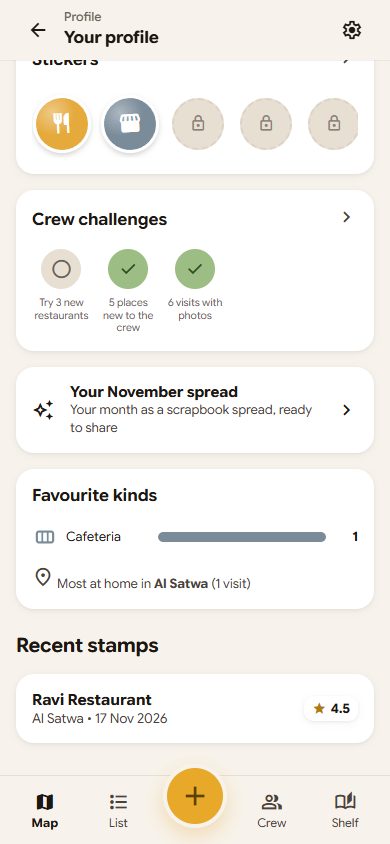 Profile
Your profile
Stickers
Crew challenges
Try 3 new
restaurants
5 places
new to the
crew
6 visits with
photos
Your November spread
Your month as a scrapbook spread, ready
to share
Favourite kinds
Cafeteria
1
Most at home in Al Satwa (1 visit)
Recent stamps
Ravi Restaurant
Al Satwa • 17 Nov 2026
4.5
Map
List
Crew
Shelf